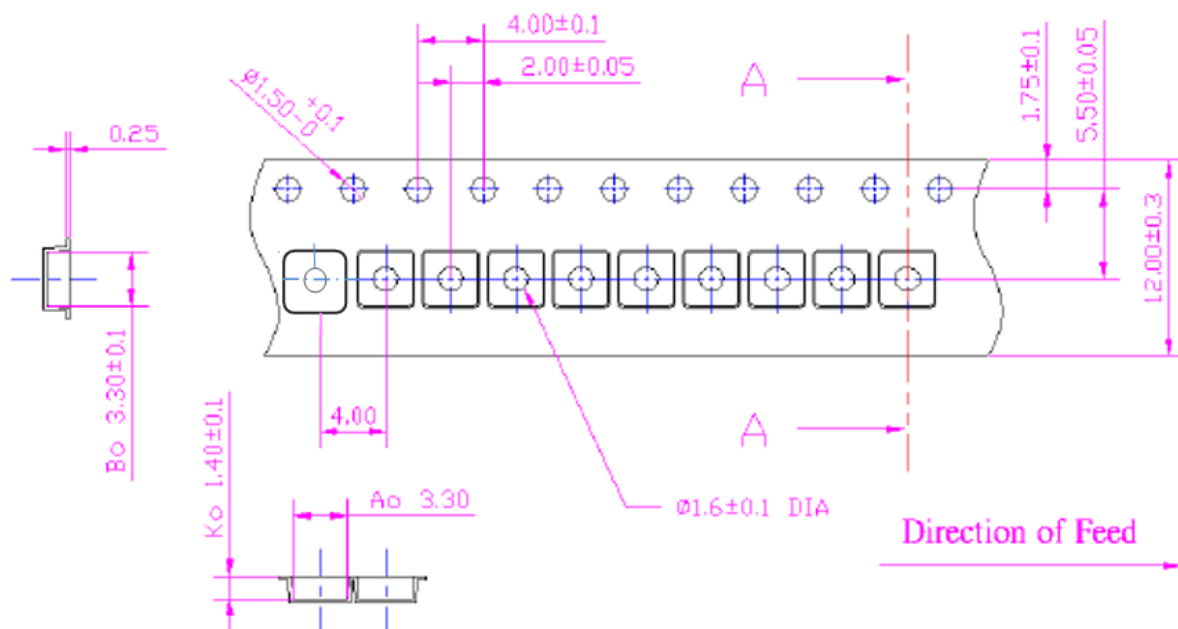 4.00±0.1
2.00±0.05
Ø1.50 +0.1 -0
0.25
A
1.75±0.1
5.50±0.05
12.00±0.3
Bo 3.30±0.1
4.00
A
Ko 1.40±0.1
Ao 3.30
Ø1.6±0.1 DIA
Direction of Feed